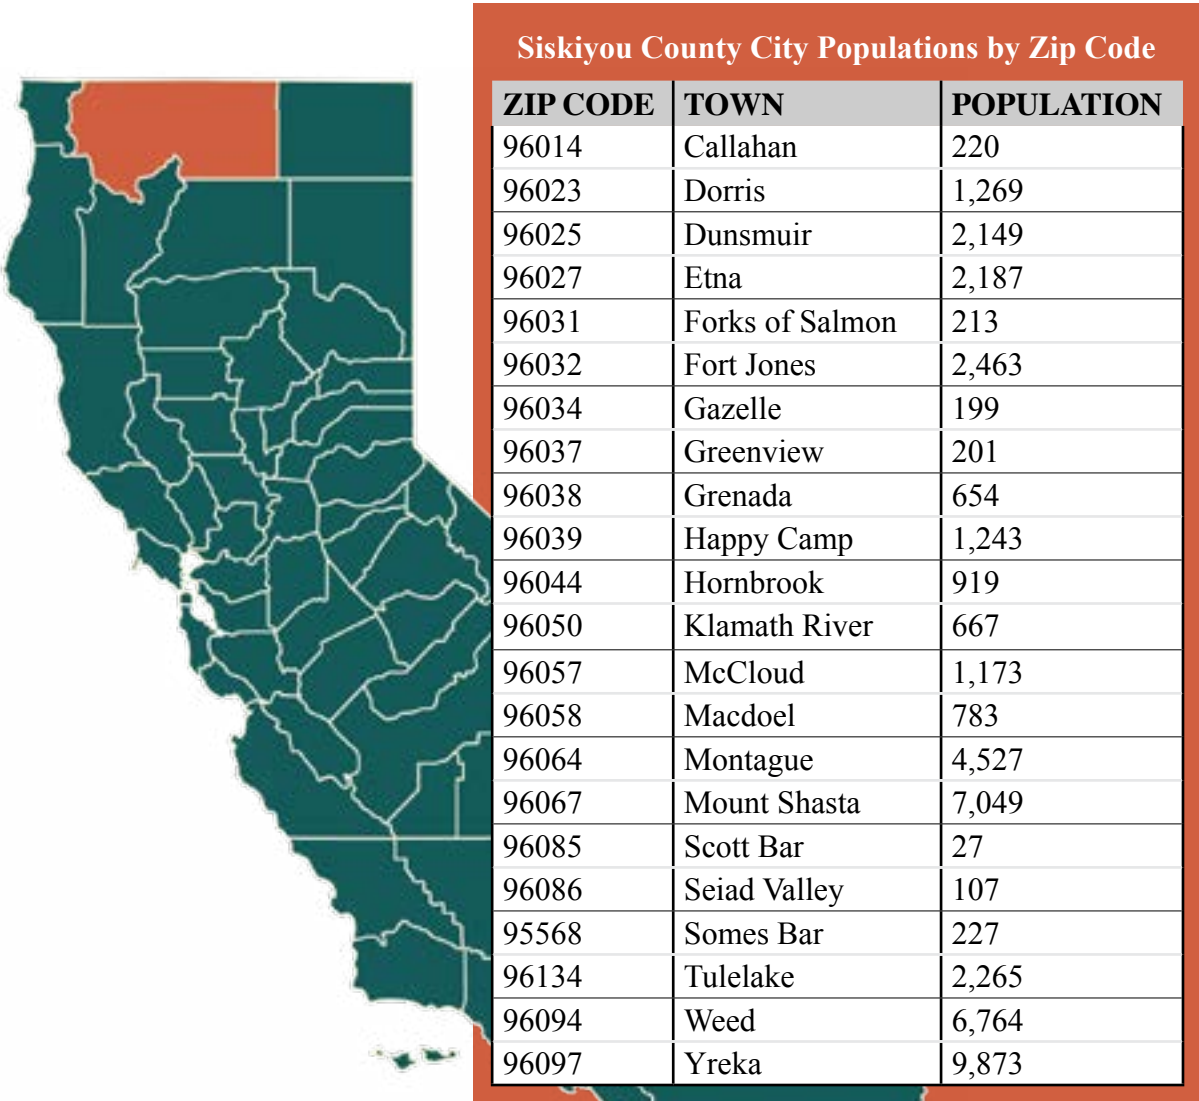 Siskiyou County City Populations by Zip Code
ZIP CODE TOWN POPULATION
96014 Callahan 220
96023 Dorris 1,269
96025 Dunsmuir 2,149
96027 Etna 2,187
96031 Forks of Salmon 213
96032 Fort Jones 2,463
96034 Gazelle 199
96037 Greenview 201
96038 Grenada 654
96039 Happy Camp 1,243
96044 Hornbrook 919
96050 Klamath River 667
96057 McCloud 1,173
96058 Macdoel 783
96064 Montague 4,527
96067 Mount Shasta 7,049
96085 Scott Bar 27
96086 Seiad Valley 107
95568 Somes Bar 227
96134 Tulelake 2,265
96094 Weed 6,764
96097 Yreka 9,873